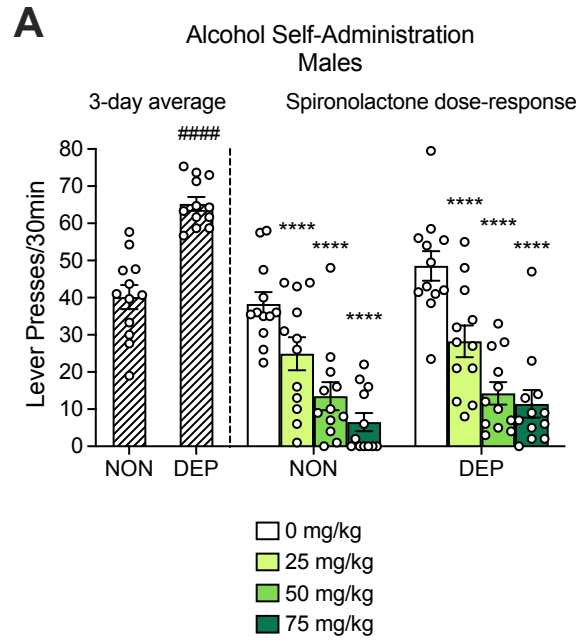 A
Alcohol Self-Administration
Males
3-day average
Spironolactone dose-response
####
80
70
60
50
40
30
20
10
0
Lever Presses/30min
****
****
****
****
****
****
NON
DEP
NON
DEP
0 mg/kg
25 mg/kg
50 mg/kg
75 mg/kg